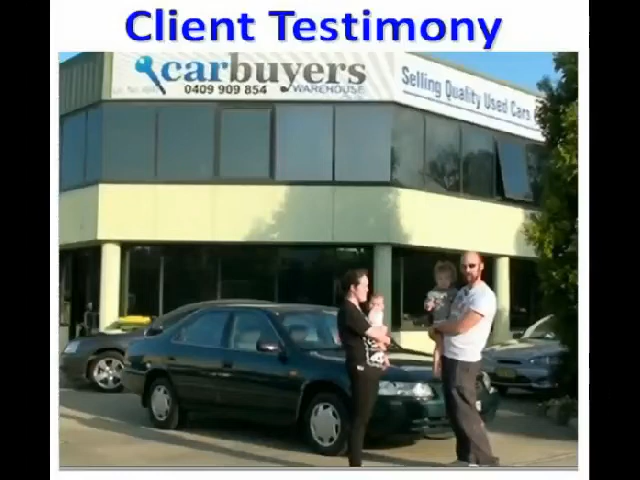 Client Testimony
carbuyers
0409 909 854 WAREHOUSE
Selling Quality Used Cars